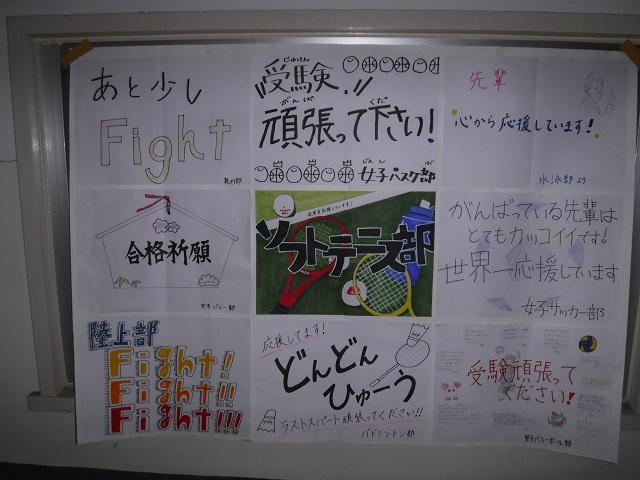 あと少し
Fight
じゅけん
受験
がんば くだ
頑張って下さい!
じょし ぶ
女子バスケ部
先輩
心から応援しています!
水泳部より
合格祈願
女子バレー部
ソフトテニス部
がんばっている先輩は
とてもカッコイイです!
世界一応援しています
女子サッカー部
陸上部
Fight!
Fight!!
Fight!!!
応援してます!
どんどん
ひゅーう
ラストスパート頑張ってください!!
バドミントン部
受験頑張って
ください!
男子バレーボール部